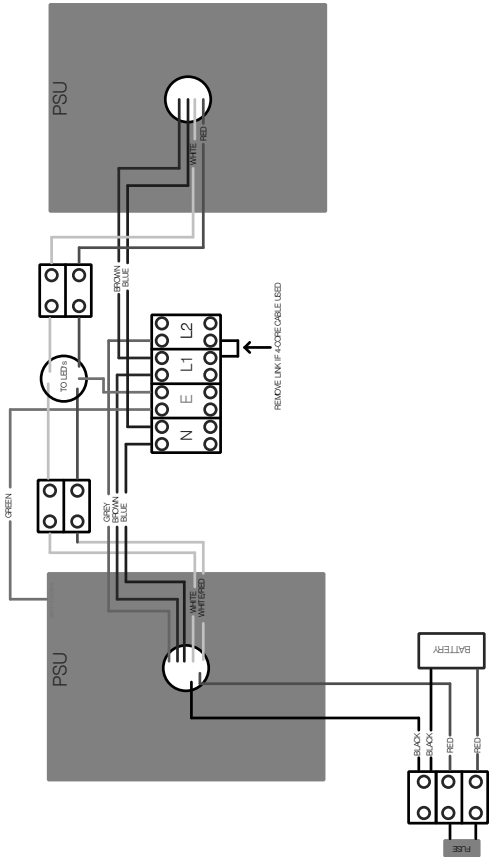 PSU
WHITE
RED
BROWN
BLUE
L2
L1
E
N
REMOVE LINK IF 4-CORE CABLE USED
TO LED's
GREEN
GREY
BROWN
BLUE
PSU
WHITE
WHITE/RED
BATTERY
BLACK
BLACK
RED
RED
FUSE